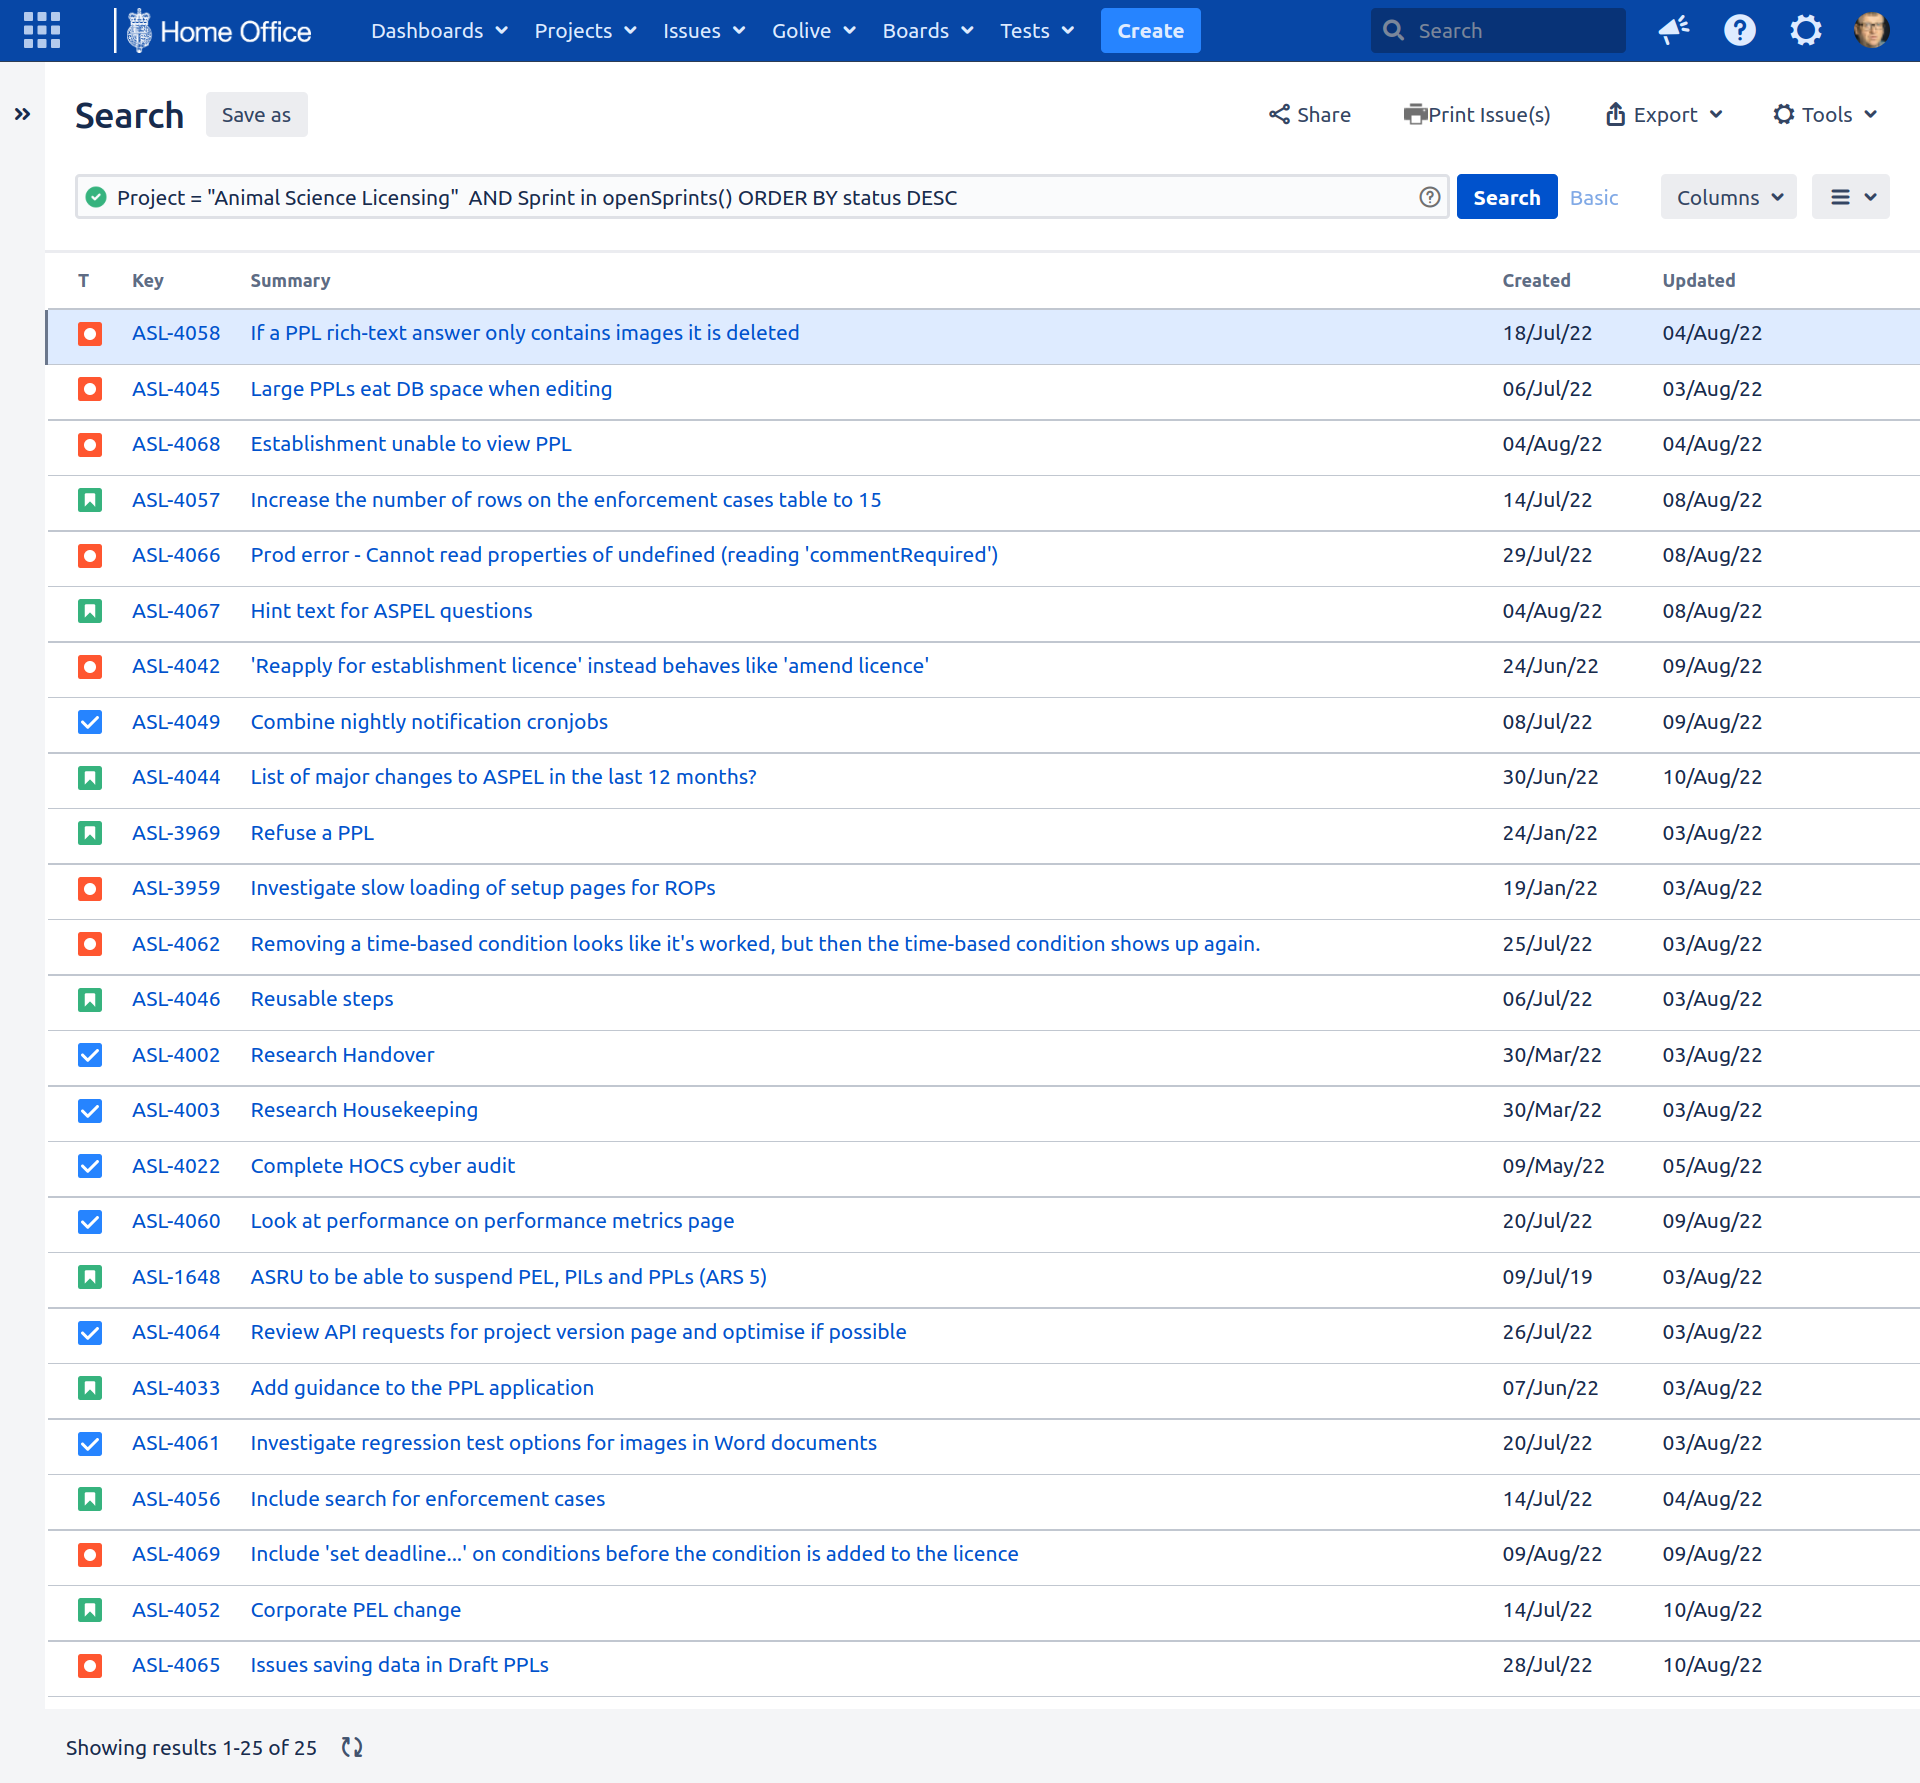 Home Office Dashboards Projects Issues Golive Boards Tests Create Search
Search Save as Share Print Issue(s) Export Tools
Project = "Animal Science Licensing" AND Sprint in openSprints() ORDER BY status DESC Search Basic Columns
T Key Summary Created Updated
ASL-4058 If a PPL rich-text answer only contains images it is deleted 18/Jul/22 04/Aug/22
ASL-4045 Large PPLs eat DB space when editing 06/Jul/22 03/Aug/22
ASL-4068 Establishment unable to view PPL 04/Aug/22 04/Aug/22
ASL-4057 Increase the number of rows on the enforcement cases table to 15 14/Jul/22 08/Aug/22
ASL-4066 Prod error - Cannot read properties of undefined (reading 'commentRequired') 29/Jul/22 08/Aug/22
ASL-4067 Hint text for ASPEL questions 04/Aug/22 08/Aug/22
ASL-4042 'Reapply for establishment licence' instead behaves like 'amend licence' 24/Jun/22 09/Aug/22
ASL-4049 Combine nightly notification cronjobs 08/Jul/22 09/Aug/22
ASL-4044 List of major changes to ASPEL in the last 12 months? 30/Jun/22 10/Aug/22
ASL-3969 Refuse a PPL 24/Jan/22 03/Aug/22
ASL-3959 Investigate slow loading of setup pages for ROPs 19/Jan/22 03/Aug/22
ASL-4062 Removing a time-based condition looks like it's worked, but then the time-based condition shows up again. 25/Jul/22 03/Aug/22
ASL-4046 Reusable steps 06/Jul/22 03/Aug/22
ASL-4002 Research Handover 30/Mar/22 03/Aug/22
ASL-4003 Research Housekeeping 30/Mar/22 03/Aug/22
ASL-4022 Complete HOCS cyber audit 09/May/22 05/Aug/22
ASL-4060 Look at performance on performance metrics page 20/Jul/22 09/Aug/22
ASL-1648 ASRU to be able to suspend PEL, PILs and PPLs (ARS 5) 09/Jul/19 03/Aug/22
ASL-4064 Review API requests for project version page and optimise if possible 26/Jul/22 03/Aug/22
ASL-4033 Add guidance to the PPL application 07/Jun/22 03/Aug/22
ASL-4061 Investigate regression test options for images in Word documents 20/Jul/22 03/Aug/22
ASL-4056 Include search for enforcement cases 14/Jul/22 04/Aug/22
ASL-4069 Include 'set deadline...' on conditions before the condition is added to the licence 09/Aug/22 09/Aug/22
ASL-4052 Corporate PEL change 14/Jul/22 10/Aug/22
ASL-4065 Issues saving data in Draft PPLs 28/Jul/22 10/Aug/22
Showing results 1-25 of 25